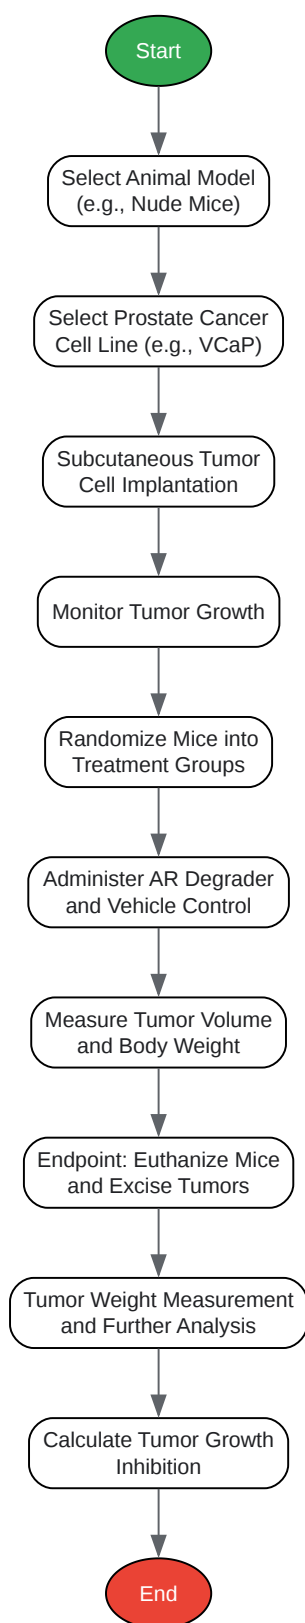 Start
Select Animal Model
(e.g., Nude Mice)
Select Prostate Cancer
Cell Line (e.g., VCaP)
Subcutaneous Tumor
Cell Implantation
Monitor Tumor Growth
Randomize Mice into
Treatment Groups
Administer AR Degrader
and Vehicle Control
Measure Tumor Volume
and Body Weight
Endpoint: Euthanize Mice
and Excise Tumors
Tumor Weight Measurement
and Further Analysis
Calculate Tumor Growth
Inhibition
End